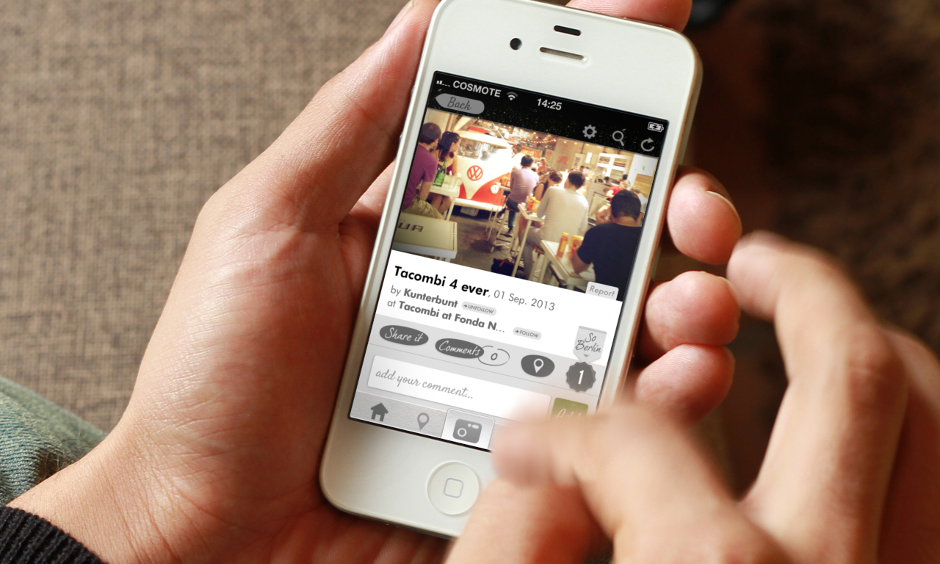 COSMOTE 14:25
Back
Report
Tacombi 4 ever, 01 Sep. 2013
by Kunterbunt +UNFOLLOW
at Tacombi at Fonda N... +FOLLOW
So
Berlin
Share it Comments 0 1
add your comment...